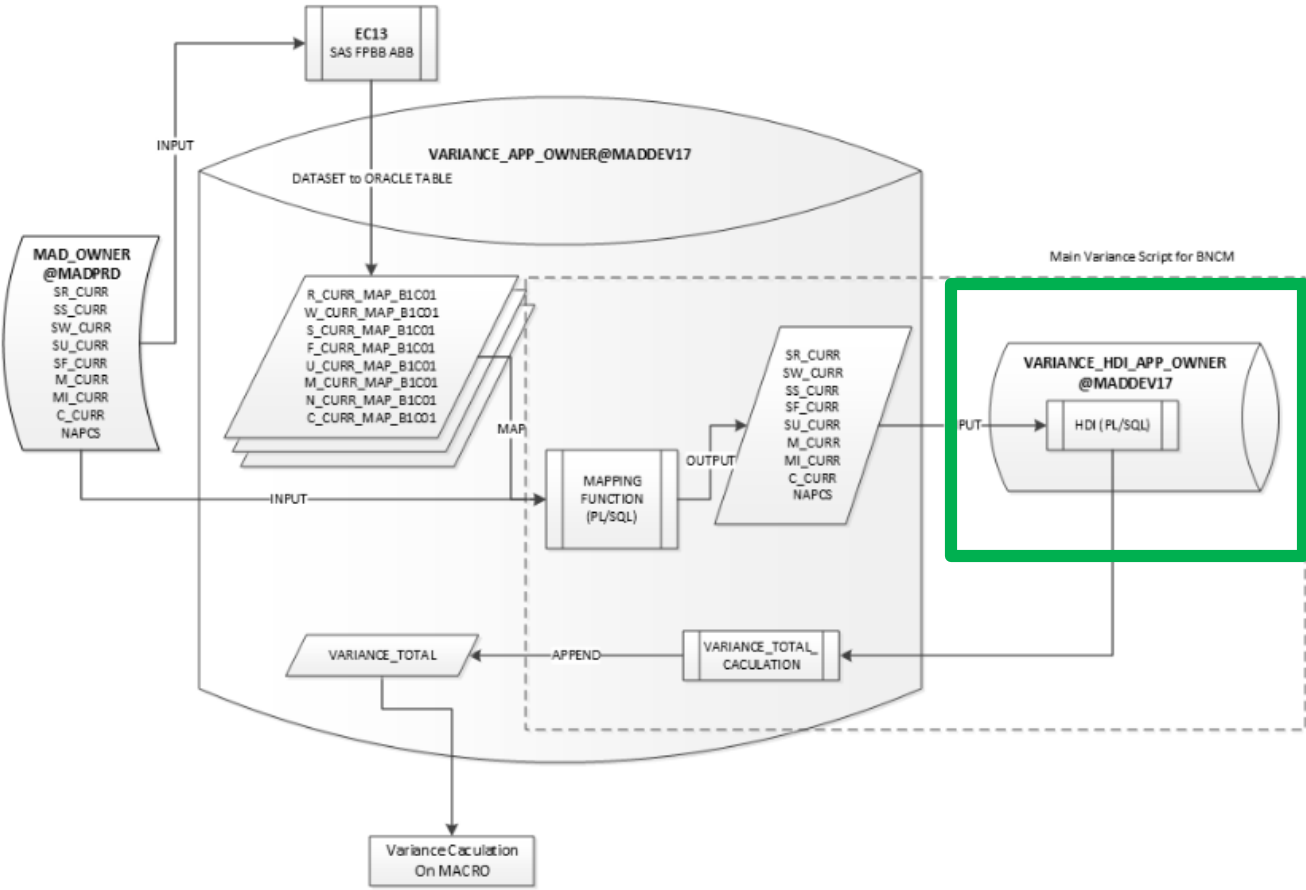 EC13
SAS FPBB ABB
INPUT
VARIANCE_APP_OWNER@MADDEV17
DATASET to ORACLE TABLE
MAD_OWNER
@MADPRD
SR_CURR
SS_CURR
SW_CURR
SU_CURR
SF_CURR
M_CURR
MI_CURR
C_CURR
NAPCS
Main Variance Script for BNCM
R_CURR_MAP_B1C01
W_CURR_MAP_B1C01
S_CURR_MAP_B1C01
F_CURR_MAP_B1C01
U_CURR_MAP_B1C01
M_CURR_MAP_B1C01
N_CURR_MAP_B1C01
C_CURR_MAP_B1C01
MAP
INPUT
MAPPING
FUNCTION
(PL/SQL)
OUTPUT
SR_CURR
SW_CURR
SS_CURR
SF_CURR
SU_CURR
M_CURR
MI_CURR
C_CURR
NAPCS
PUT
VARIANCE_HDI_APP_OWNER
@MADDEV17
HDI (PL/SQL)
VARIANCE_TOTAL
APPEND
VARIANCE_TOTAL_
CACULATION
Variance Caculation
On MACRO